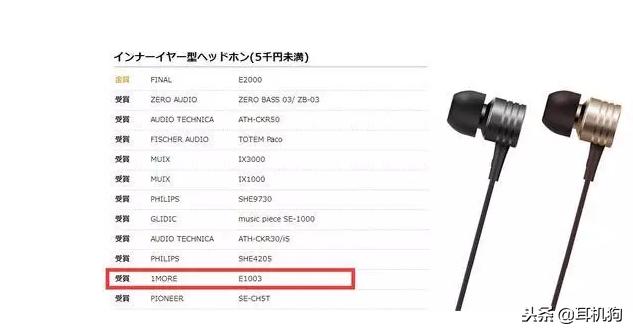 インナーイヤー型ヘッドホン(5千円未満)
金賞 FINAL E2000
受賞 ZERO AUDIO ZERO BASS 03/ ZB-03
受賞 AUDIO TECHNICA ATH-CKR50
受賞 FISCHER AUDIO TOTEM Paco
受賞 MUIX IX3000
受賞 MUIX IX1000
受賞 PHILIPS SHE9730
受賞 GLIDIC music piece SE-1000
受賞 AUDIO TECHNICA ATH-CKR30/iS
受賞 PHILIPS SHE4205
受賞 1MORE E1003
受賞 PIONEER SE-CH5T
头条 @耳机狗